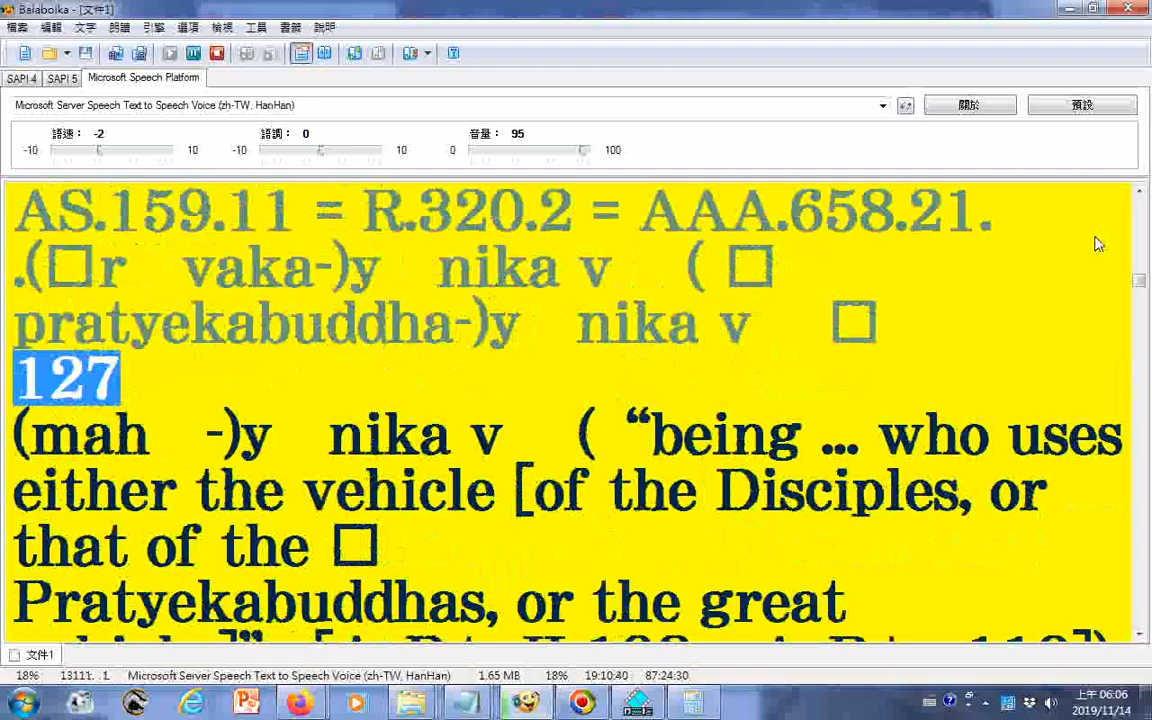 Balabolka - [文件1]
檔案 編輯 文字 朗讀 引擎 選項 檢視 工具 書籤 說明
SAPI 4 SAPI 5 Microsoft Speech Platform
Microsoft Server Speech Text to Speech Voice (zh-TW, HanHan) 關於 預設
語速： -2 語調： 0 音量： 95
-10 10 -10 10 0 100
AS.159.11 = R.320.2 = AAA.658.21.
.(□r vaka-)y nika v ( □
pratyekabuddha-)y nika v □
127
(mah -)y nika v ( “being ... who uses
either the vehicle [of the Disciples, or
that of the □
Pratyekabuddhas, or the great
文件1
18% 13111. 1. Microsoft Server Speech Text to Speech Voice (zh-TW, HanHan) 1.65 MB 18% 19:10:40 87:24:30
上午 06:06
2019/11/14